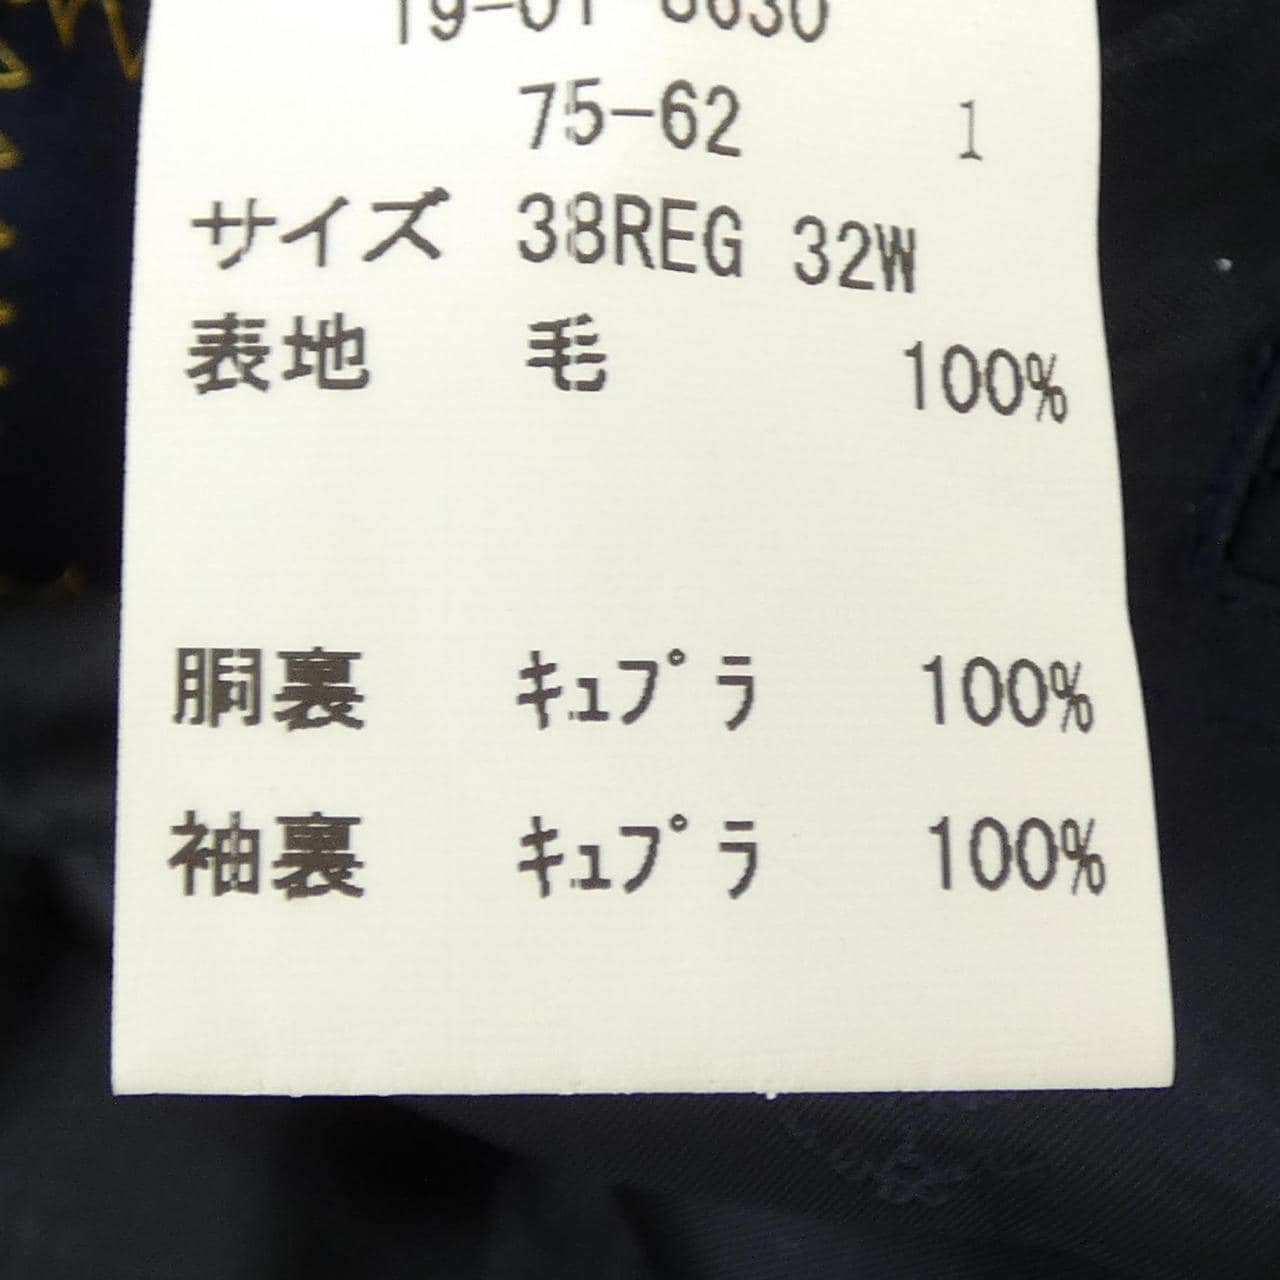 75-62 1
サイズ 38REG 32W
表地 毛 100%
胴裏 ｷｭﾌﾟﾗ 100%
袖裏 ｷｭﾌﾟﾗ 100%